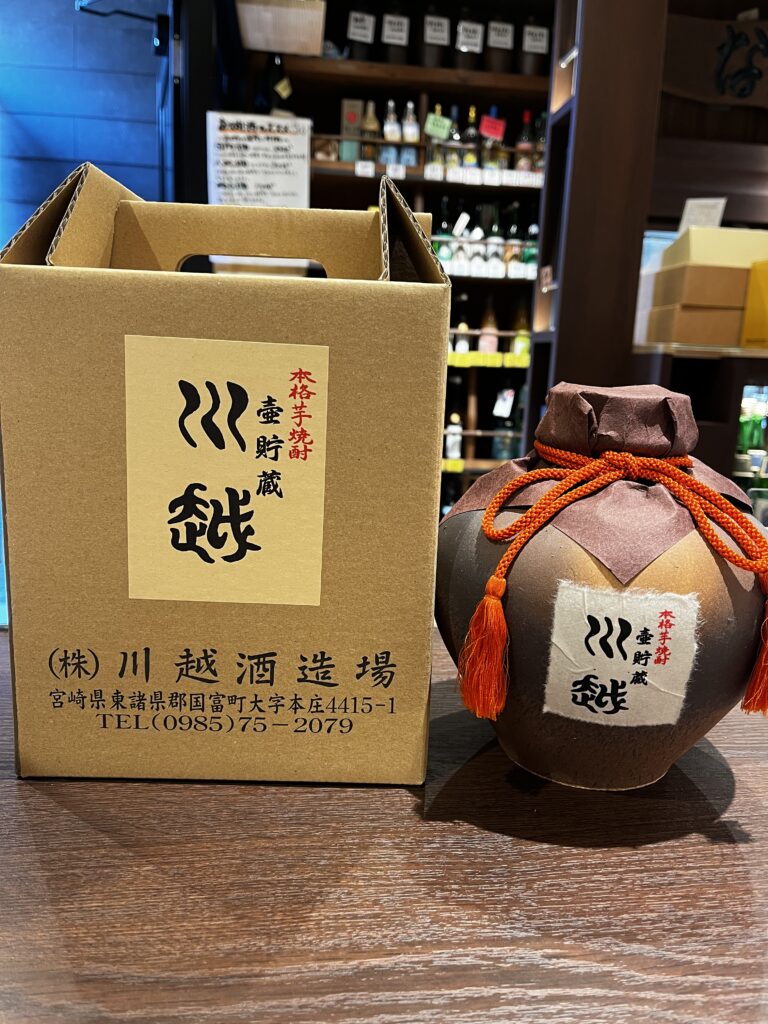 本格芋焼酎
壺貯蔵
川越
(株)川越酒造場
宮崎県東諸県郡国富町大字本庄4415-1
TEL(0985)75-2079
本格芋焼酎
壺貯蔵
川越